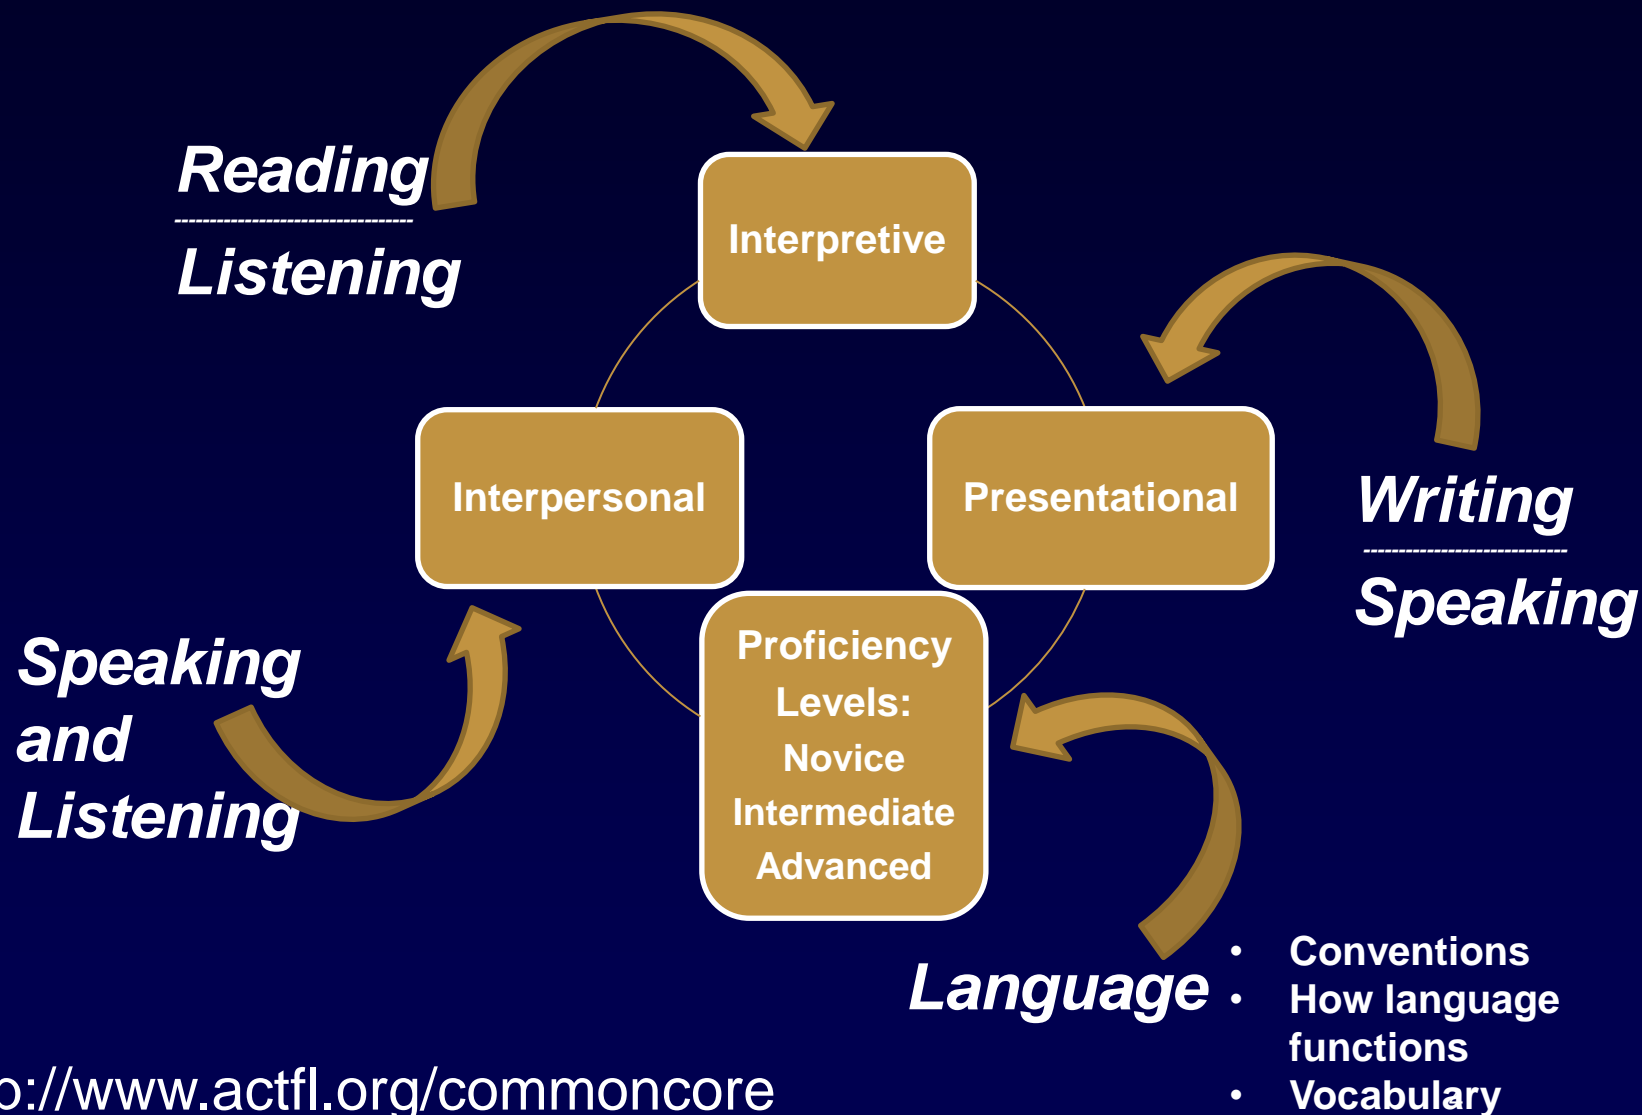 Reading
---------------------------------
Listening
Interpretive
Interpersonal
Presentational
Writing
----------------------------
Speaking
Speaking
and
Listening
Proficiency
Levels:
Novice
Intermediate
Advanced
Language
• Conventions
• How language
functions
• Vocabulary
p://www.actfl.org/commoncore